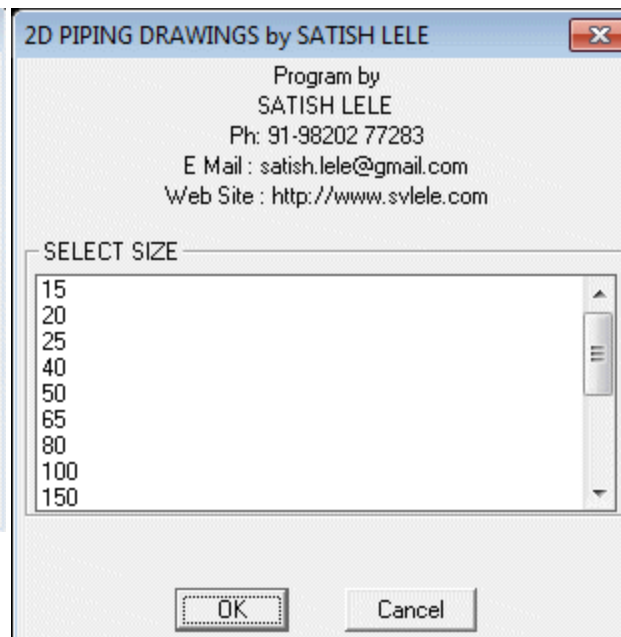 2D PIPING DRAWINGS by SATISH LELE
Program by
SATISH LELE
Ph: 91-98202 77283
E Mail : satish.lele@gmail.com
Web Site : http://www.svlele.com
SELECT SIZE
15
20
25
40
50
65
80
100
150
OK Cancel